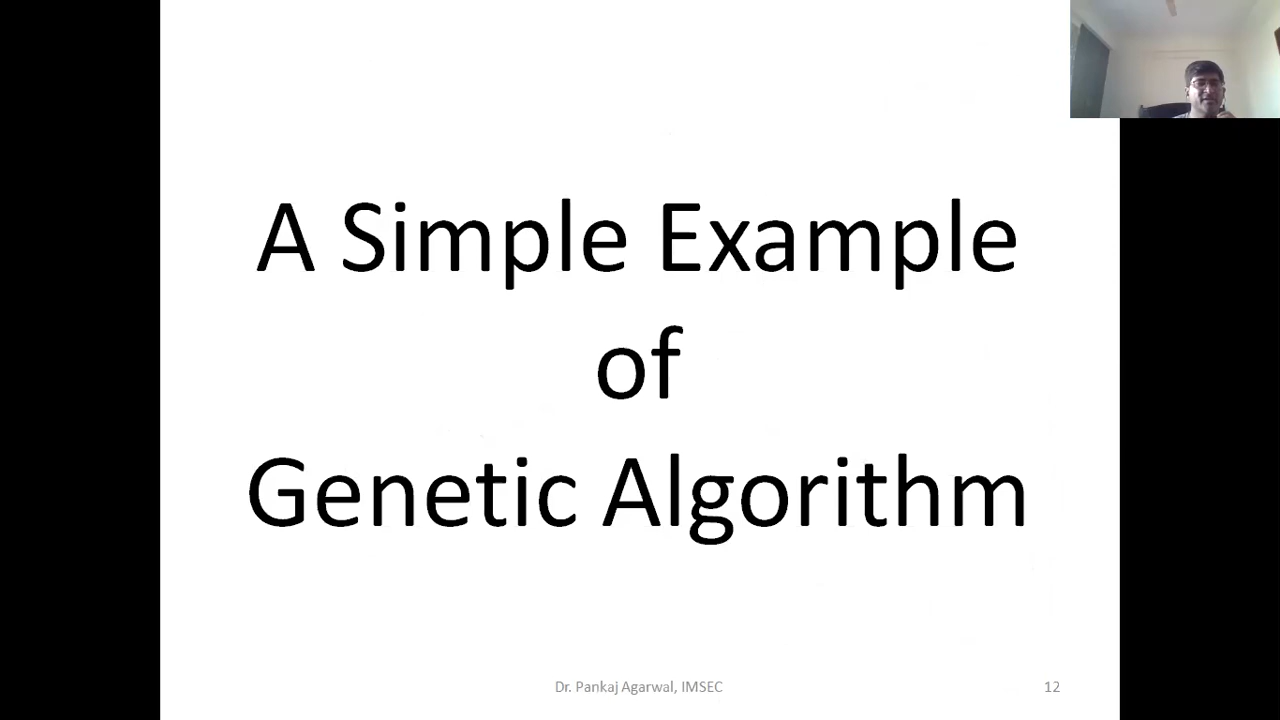 A Simple Example
of
Genetic Algorithm
Dr. Pankaj Agarwal, IMSEC
12